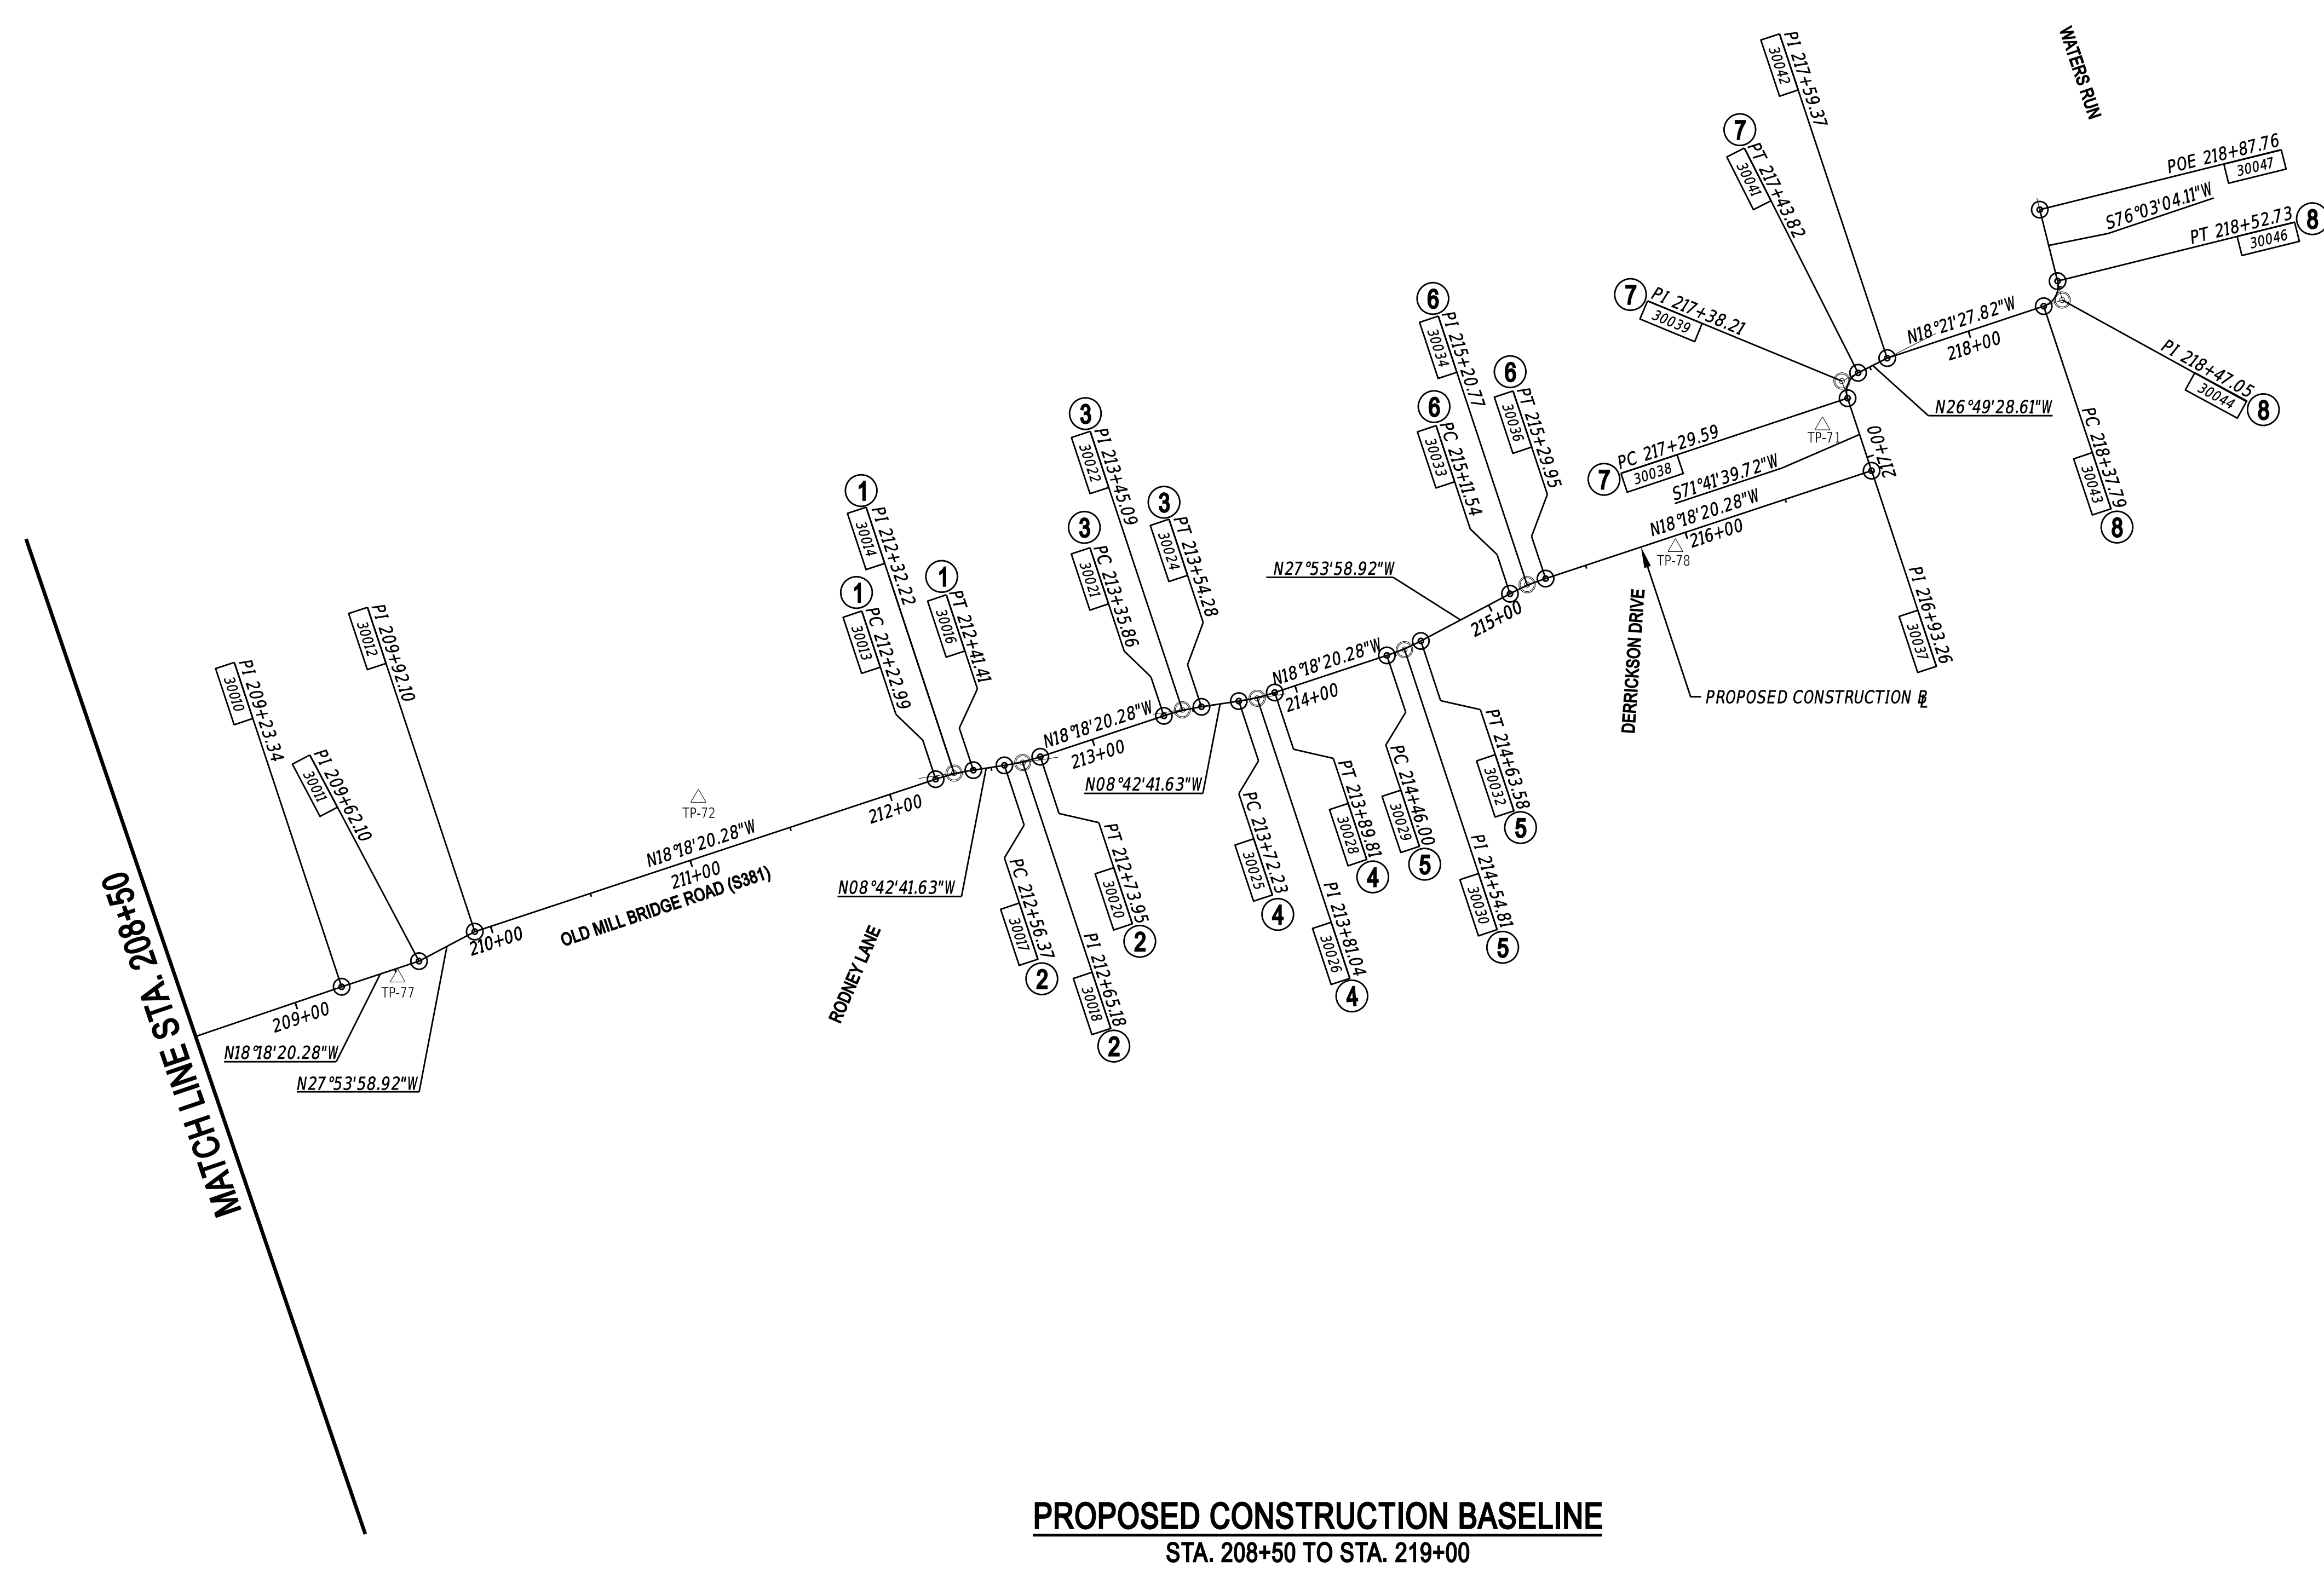 MATCH LINE STA. 208+50
PI 209+23.34
30010
PI 209+62.10
30011
PI 209+92.10
30012
209+00
N18°18'20.28"W
N27°53'58.92"W
TP-77
210+00
OLD MILL BRIDGE ROAD (S381)
N18°18'20.28"W
211+00
TP-72
212+00
RODNEY LANE
1
PC 212+22.99
30013
1
PI 212+32.22
30014
1
PT 212+41.41
30016
N08°42'41.63"W
PC 212+56.37
30017
2
PI 212+65.18
30018
2
PT 212+73.95
30020
2
N18°18'20.28"W
213+00
3
PC 213+35.86
30021
3
PI 213+45.09
30022
3
PT 213+54.28
30024
N08°42'41.63"W
PC 213+72.23
30025
4
PI 213+81.04
30026
4
PT 213+89.81
30028
4
N18°18'20.28"W
214+00
PC 214+46.00
30029
5
PI 214+54.81
30030
5
PT 214+63.58
30032
5
N27°53'58.92"W
215+00
6
PC 215+11.54
30033
6
PI 215+20.77
30034
6
PT 215+29.95
30036
DERRICKSON DRIVE
PROPOSED CONSTRUCTION BL
N18°18'20.28"W
216+00
TP-78
PI 216+93.26
30037
217+00
S71°41'39.72"W
TP-71
7
PC 217+29.59
30038
7
PI 217+38.21
30039
7
PT 217+43.82
30041
PI 217+59.37
30042
N26°49'28.61"W
N18°21'27.82"W
218+00
PC 218+37.79
30043
8
PI 218+47.05
30044
8
PT 218+52.73
30046
8
S76°03'04.11"W
POE 218+87.76
30047
WATERS RUN
PROPOSED CONSTRUCTION BASELINE
STA. 208+50 TO STA. 219+00